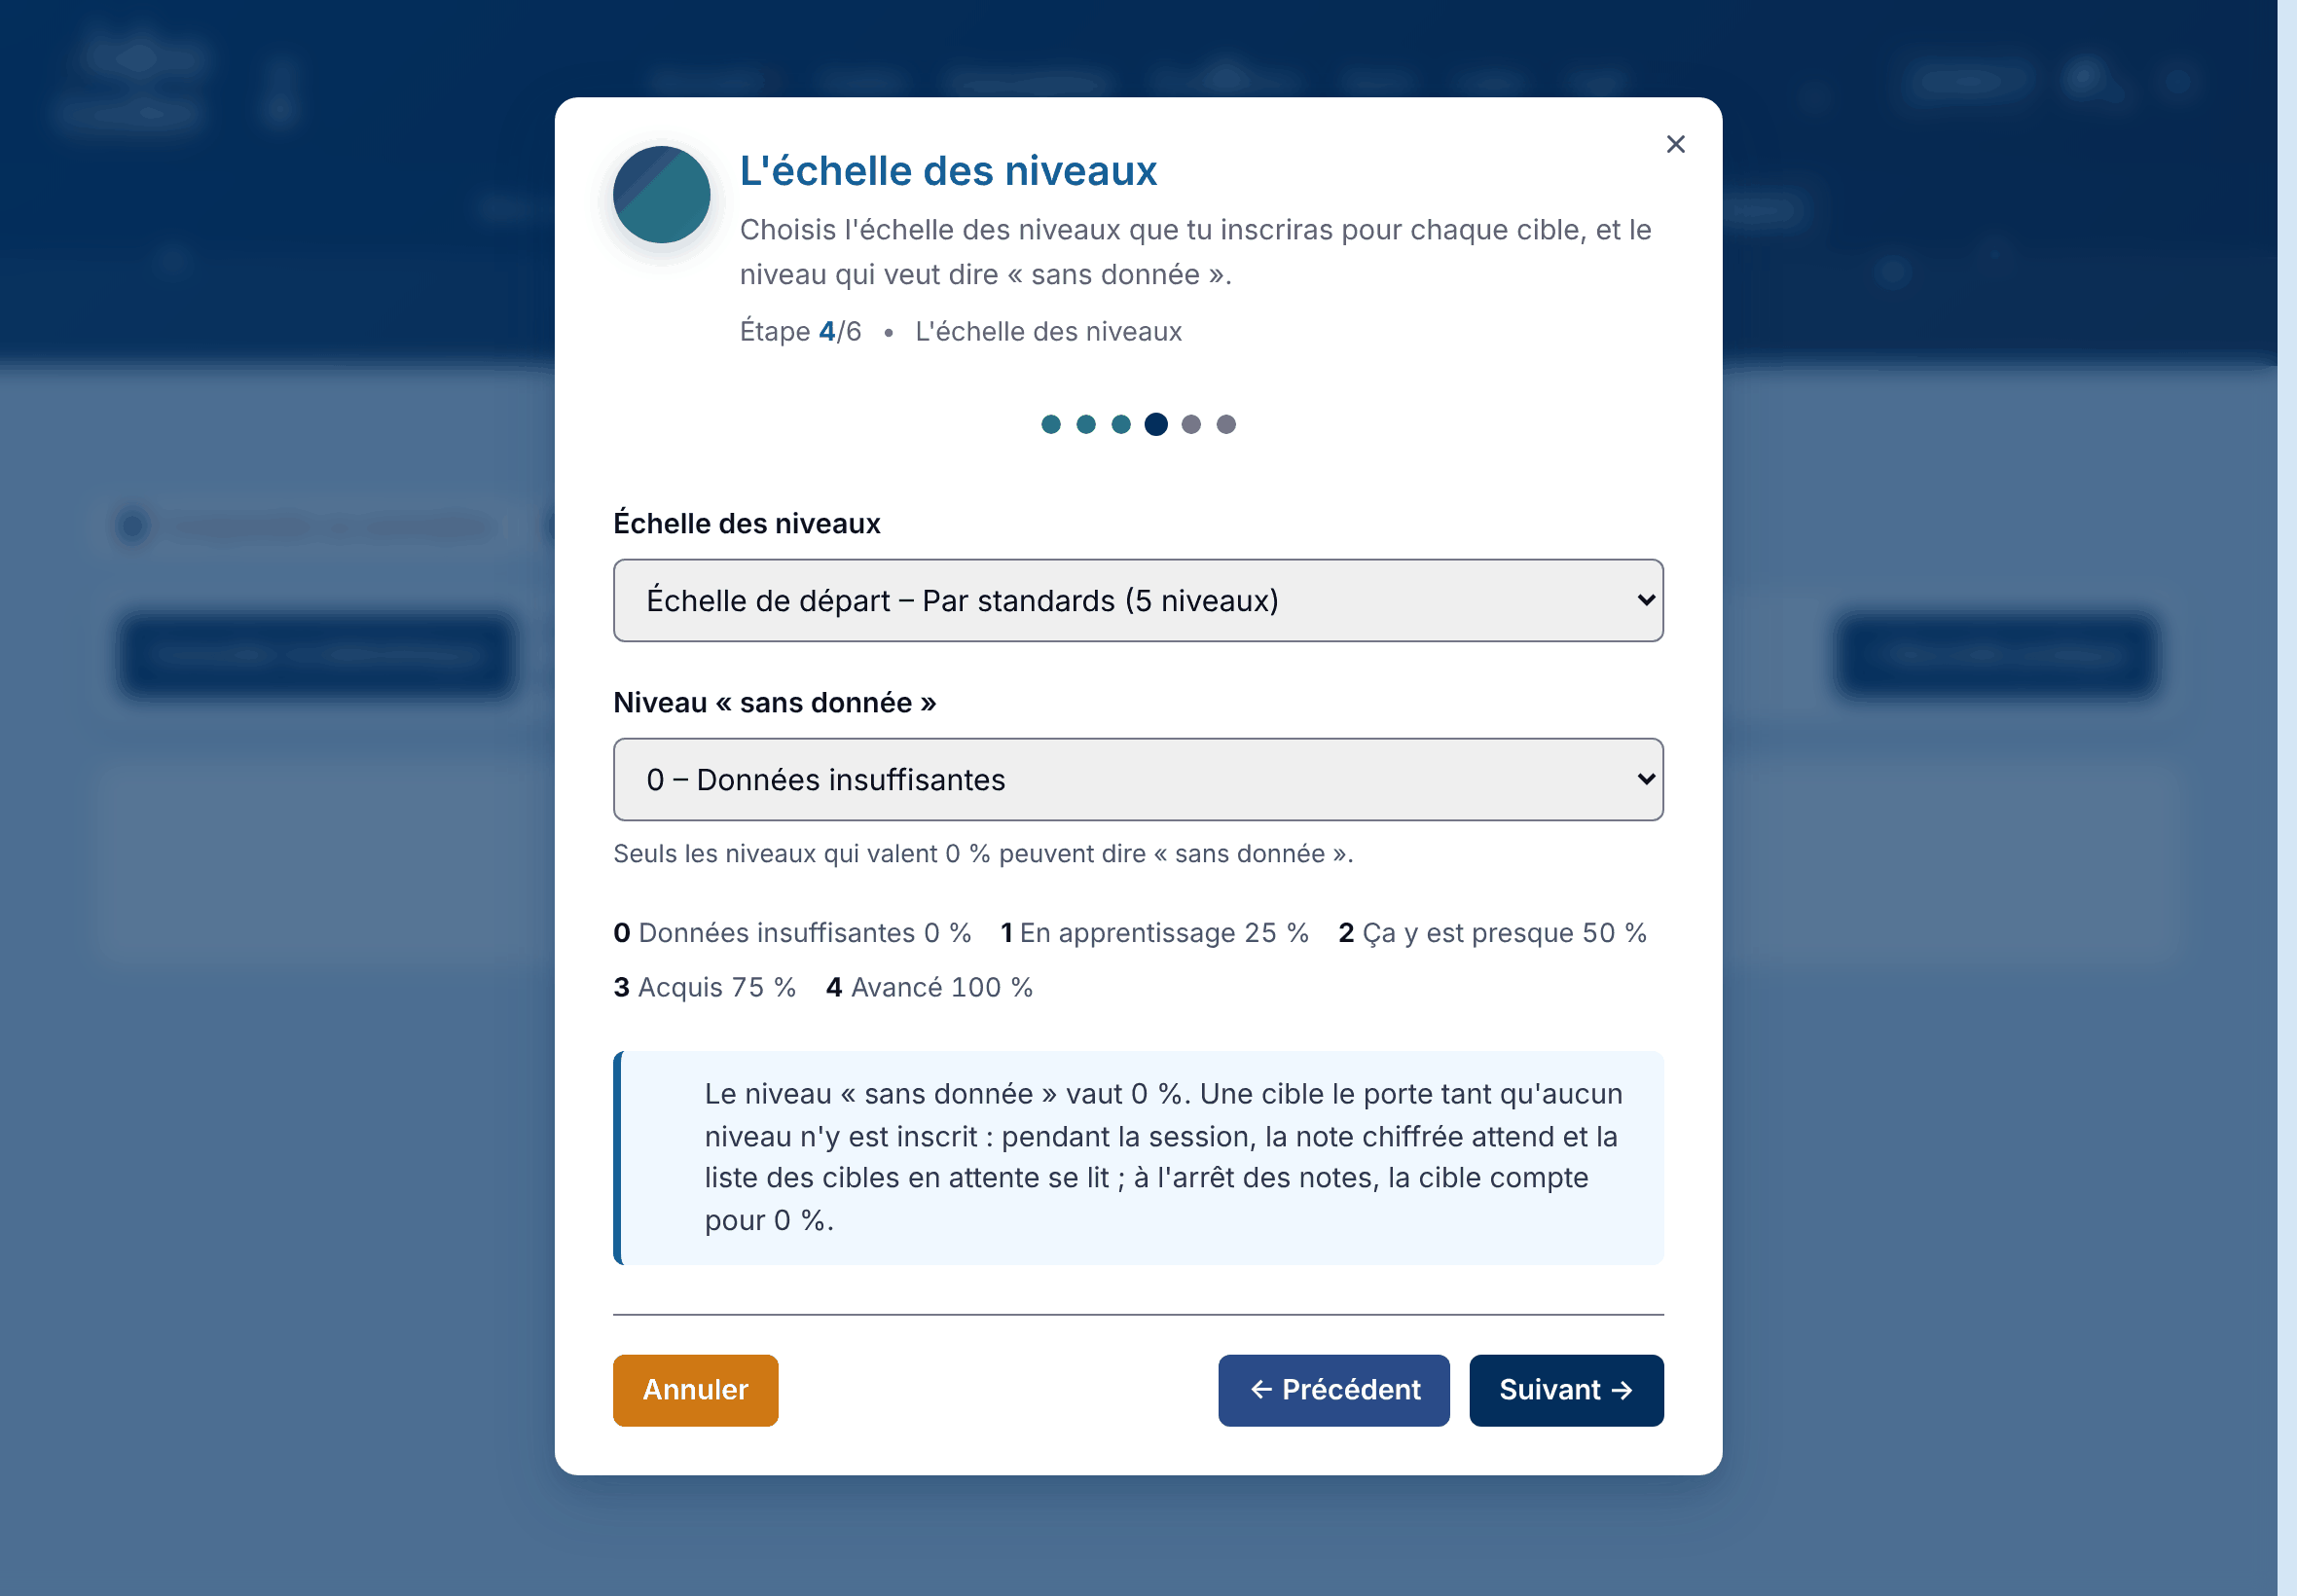 L'échelle des niveaux
Choisis l'échelle des niveaux que tu inscriras pour chaque cible, et le
niveau qui veut dire « sans donnée ».
Étape 4/6 • L'échelle des niveaux
Échelle des niveaux
Échelle de départ – Par standards (5 niveaux)
Niveau « sans donnée »
0 – Données insuffisantes
Seuls les niveaux qui valent 0 % peuvent dire « sans donnée ».
0 Données insuffisantes 0 % 1 En apprentissage 25 % 2 Ça y est presque 50 %
3 Acquis 75 % 4 Avancé 100 %
Le niveau « sans donnée » vaut 0 %. Une cible le porte tant qu'aucun
niveau n'y est inscrit : pendant la session, la note chiffrée attend et la
liste des cibles en attente se lit ; à l'arrêt des notes, la cible compte
pour 0 %.
Annuler
← Précédent
Suivant →